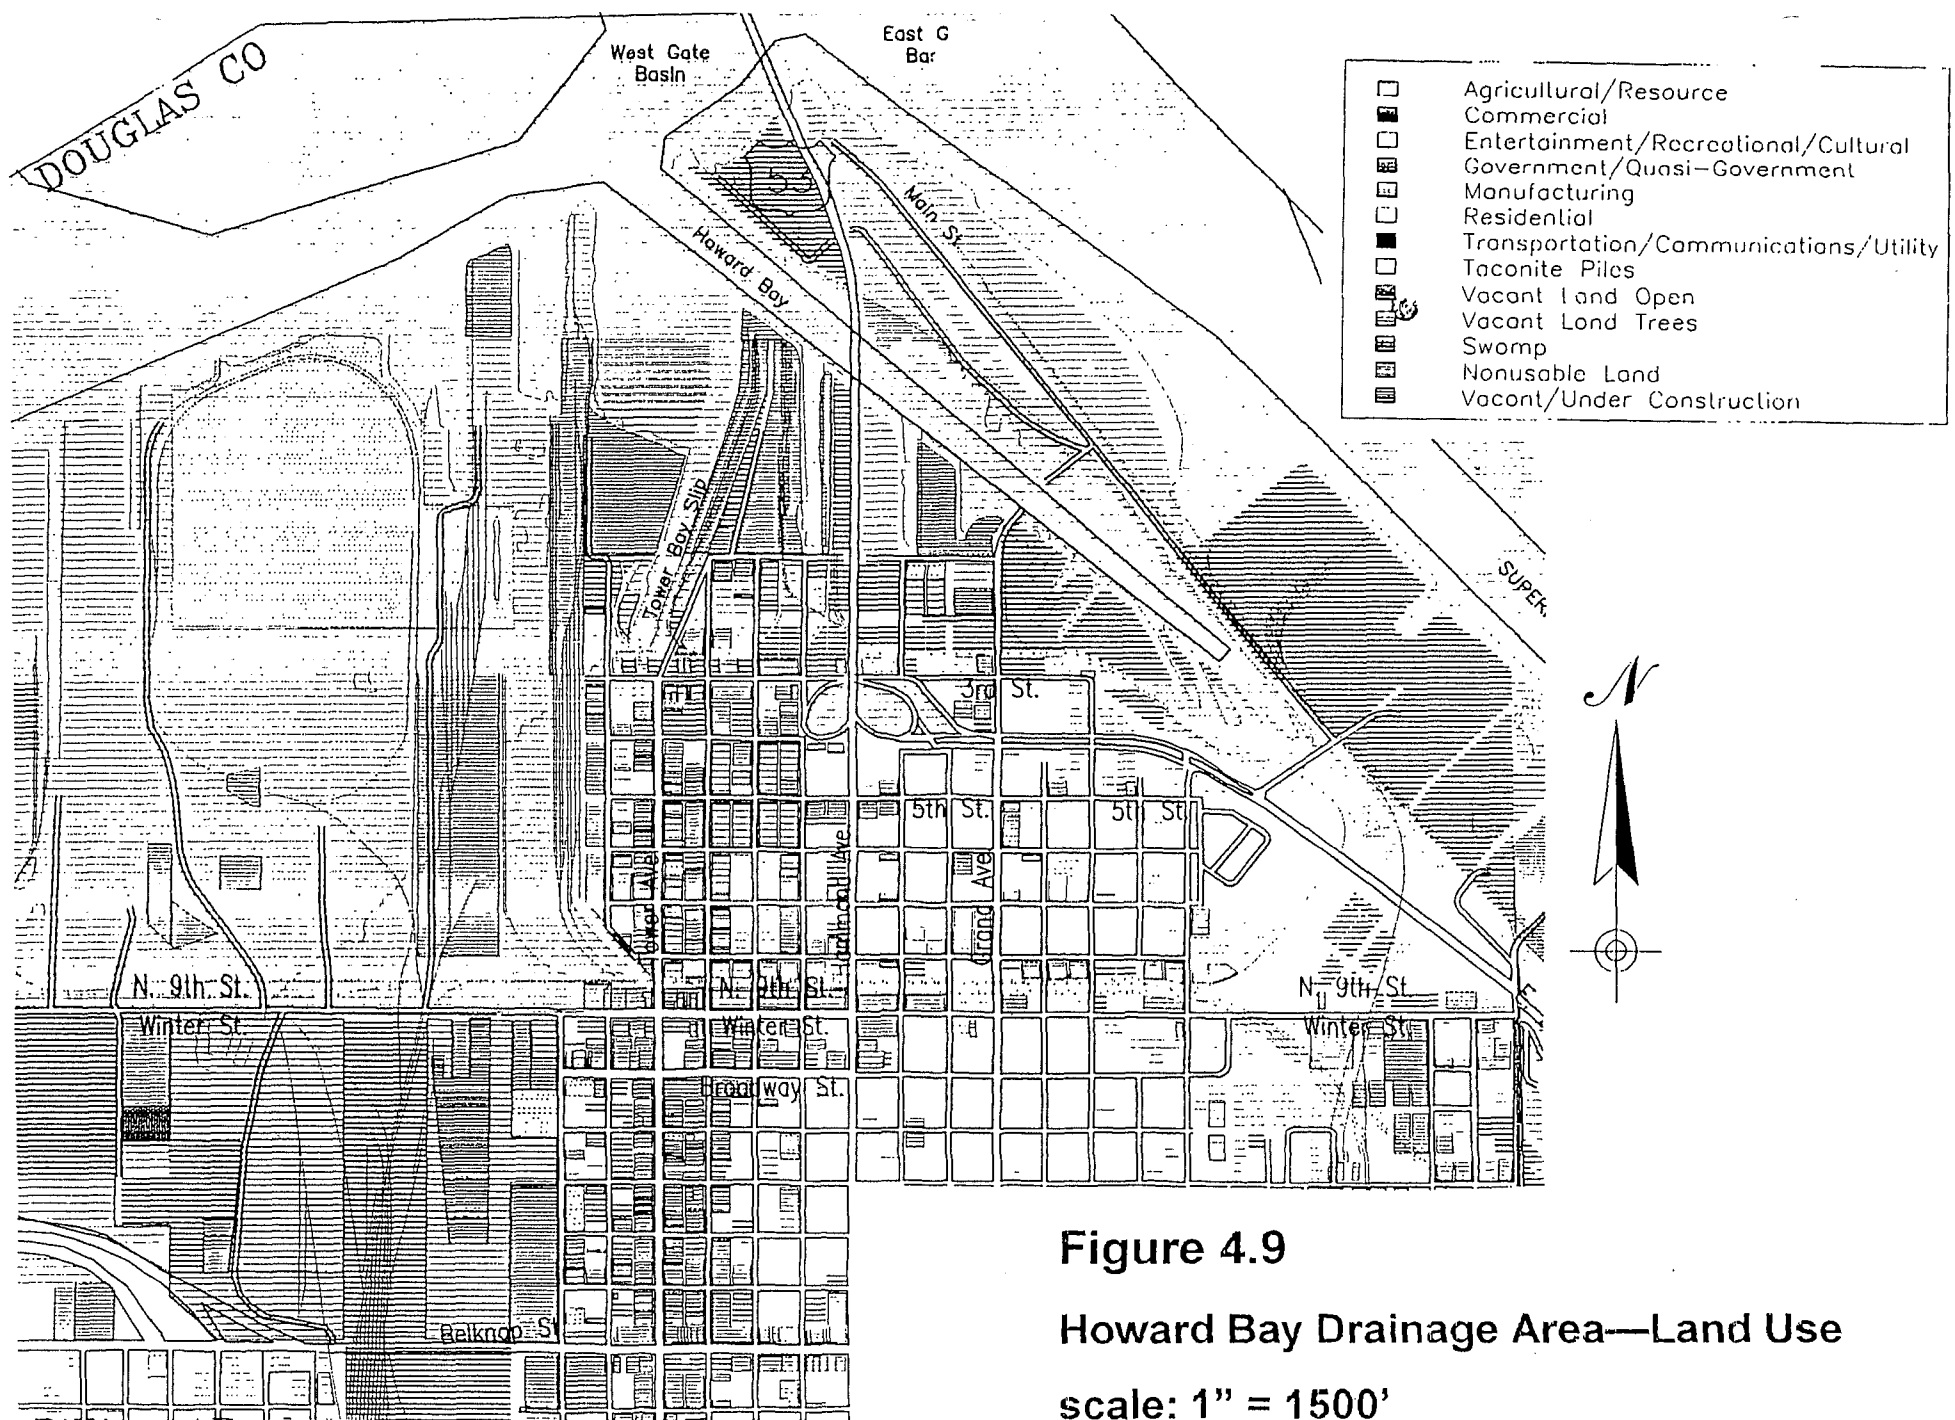 DOUGLAS CO
West Gate
Basin
East G
Bar
53
Main St.
Howard Bay
Agricultural/Resource
Commercial
Entertainment/Recreational/Cultural
Government/Quasi-Government
Manufacturing
Residential
Transportation/Communications/Utility
Taconite Piles
Vacant Land Open
Vacant Land Trees
Swamp
Nonusable Land
Vacant/Under Construction
Tower Bay Slip
SUPER
N
3rd St.
5th St.
5th St.
Tower Ave
Grand Ave
N. 9th St.
N. 9th St.
N. 9th St.
Winter St.
Winter St.
Winter St.
Broadway St.
Belknap St
Figure 4.9
Howard Bay Drainage Area—Land Use
scale: 1” = 1500’